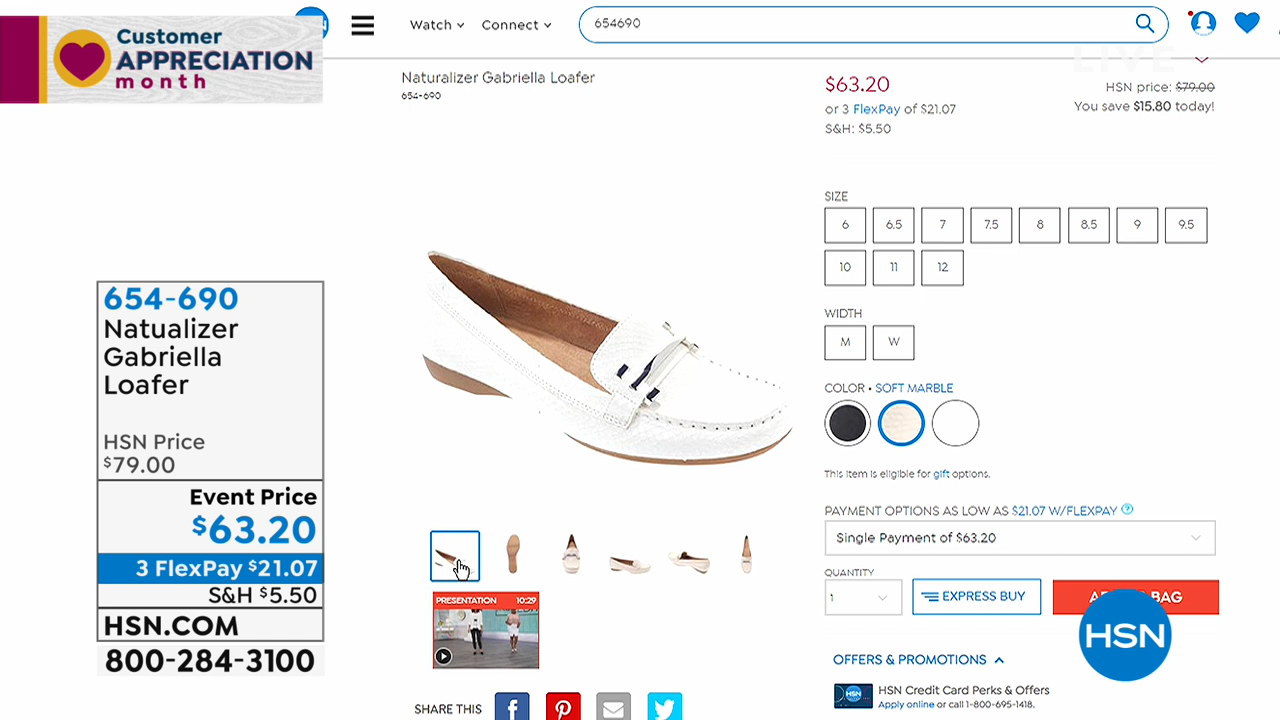 Customer
APPRECIATION
month
Watch
Connect
654690
LIVE
Naturalizer Gabriella Loafer
654-690
$63.20
or 3 FlexPay of $21.07
S&H: $5.50
HSN price: $79.00
You save $15.80 today!
SIZE
6 6.5 7 7.5 8 8.5 9 9.5
10 11 12
WIDTH
M W
COLOR • SOFT MARBLE
This item is eligible for gift options.
PAYMENT OPTIONS AS LOW AS $21.07 W/FLEXPAY ?
Single Payment of $63.20
QUANTITY
1
EXPRESS BUY
BAG
HSN
OFFERS & PROMOTIONS
HSN
HSN Credit Card Perks & Offers
Apply online or call 1-800-695-1418.
654-690
Natualizer
Gabriella
Loafer
HSN Price
$79.00
Event Price
$63.20
3 FlexPay $21.07
S&H $5.50
HSN.COM
800-284-3100
PRESENTATION 10:29
SHARE THIS